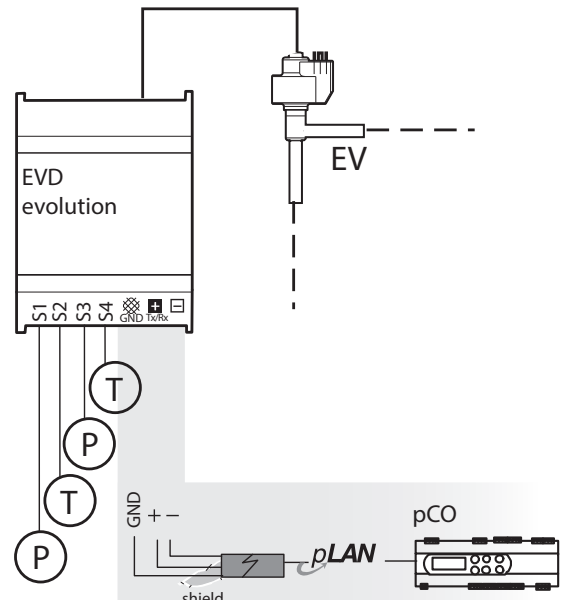 EVD
evolution
EV
S1
S2
S3
S4
GND
Tx/Rx
T
P
T
P
GND
+
−
shield
pLAN
pCO